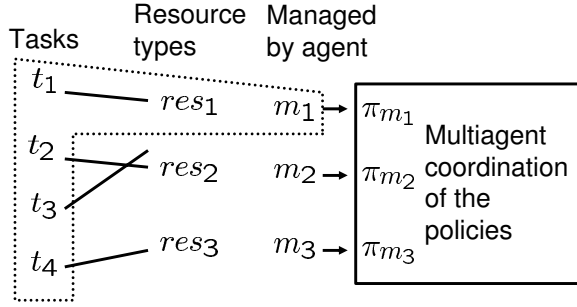 Tasks
Resource
types
Managed
by agent
t1 res1 m1 πm1
t2 res2 m2 πm2
t3
t4 res3 m3 πm3
Multiagent
coordination
of the
policies